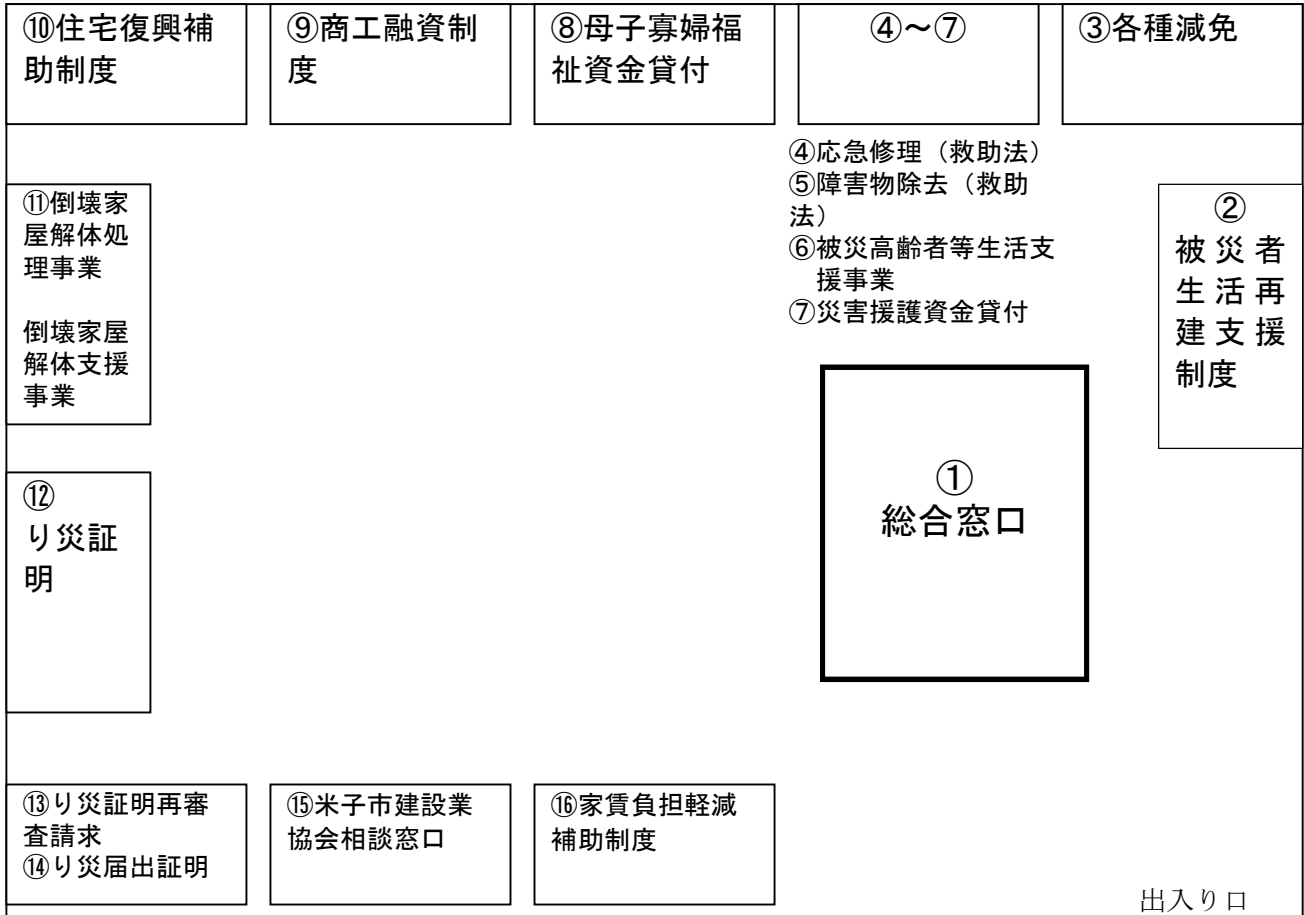 ⑩住宅復興補
助制度
⑨商工融資制
度
⑧母子寡婦福
祉資金貸付
④～⑦
③各種減免
④応急修理（救助法）
⑤障害物除去（救助
法）
⑥被災高齢者等生活支
援事業
⑦災害援護資金貸付
②
被災者
生活再
建支援
制度
⑪倒壊家
屋解体処
理事業
倒壊家屋
解体支援
事業
①
総合窓口
⑫
り災証
明
⑬り災証明再審
査請求
⑭り災届出証明
⑮米子市建設業
協会相談窓口
⑯家賃負担軽減
補助制度
出入り口